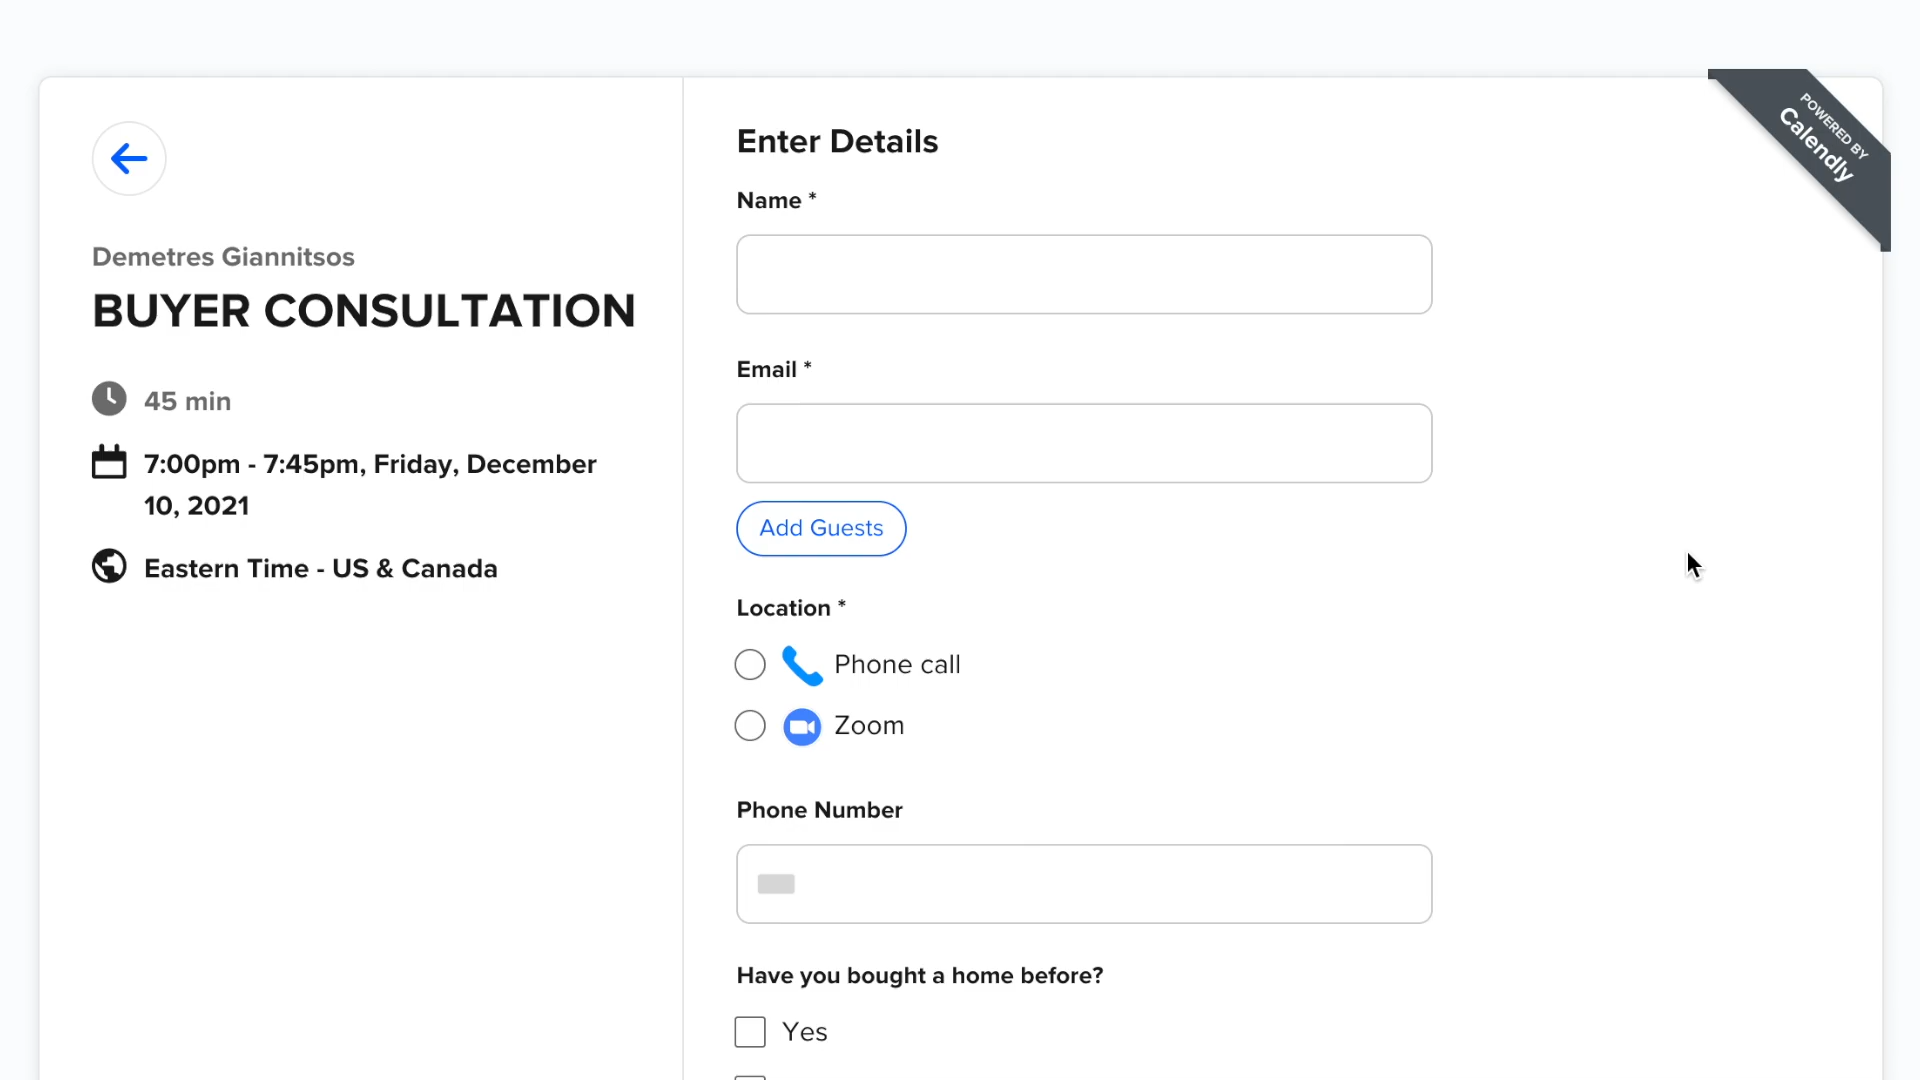 Demetres Giannitsos
BUYER CONSULTATION
45 min
7:00pm - 7:45pm, Friday, December
10, 2021
Eastern Time - US & Canada
Enter Details
Name *
Email *
Add Guests
Location *
Phone call
Zoom
Phone Number
Have you bought a home before?
Yes
POWERED BY
Calendly